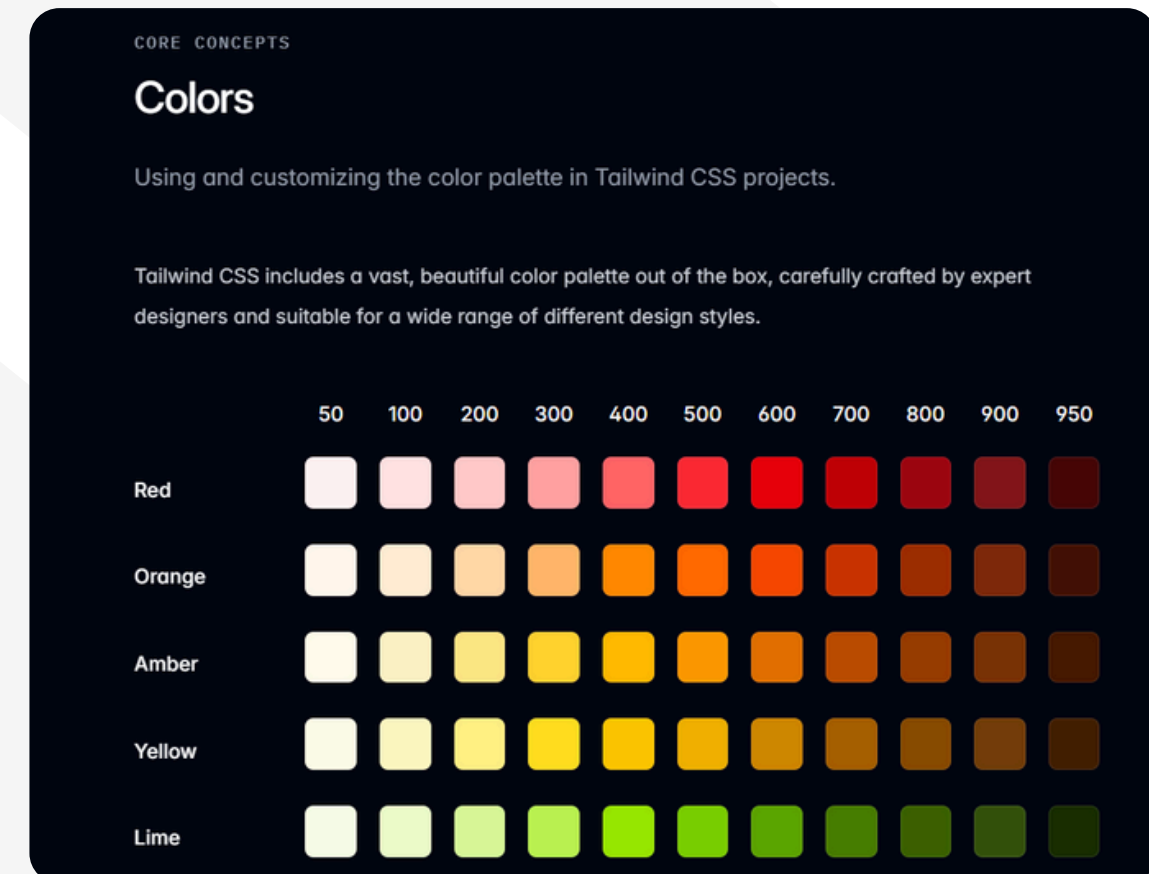 CORE CONCEPTS
Colors
Using and customizing the color palette in Tailwind CSS projects.
Tailwind CSS includes a vast, beautiful color palette out of the box, carefully crafted by expert
designers and suitable for a wide range of different design styles.
50 100 200 300 400 500 600 700 800 900 950
Red
Orange
Amber
Yellow
Lime